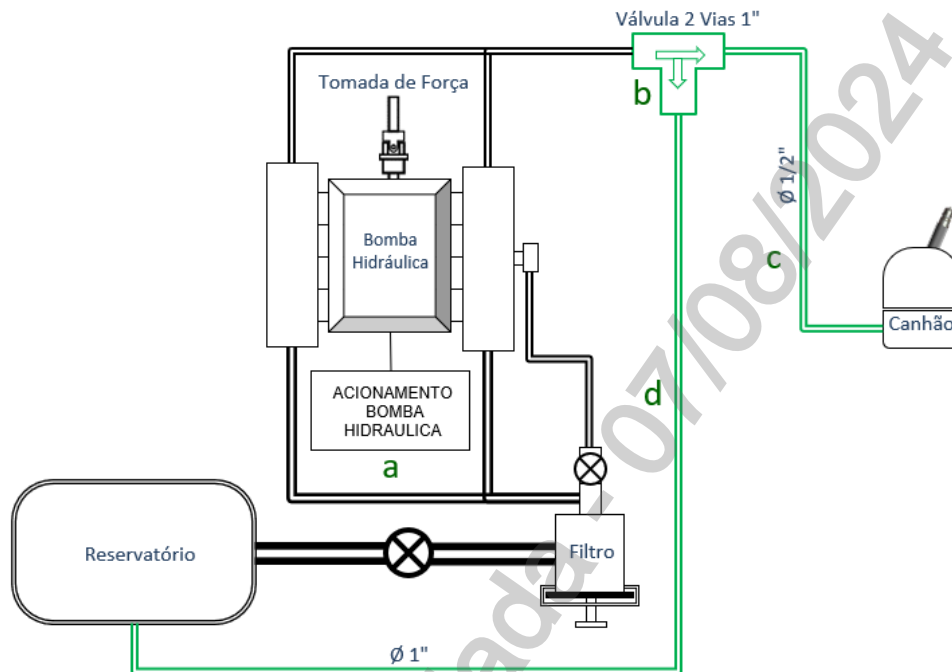 Válvula 2 Vias 1"
Tomada de Força
b
Ø 1/2"
Bomba
Hidráulica
c
Canhão
ACIONAMENTO
BOMBA
HIDRAULICA
a
d
Reservatório
Filtro
Ø 1"
ada - 07/08/2024